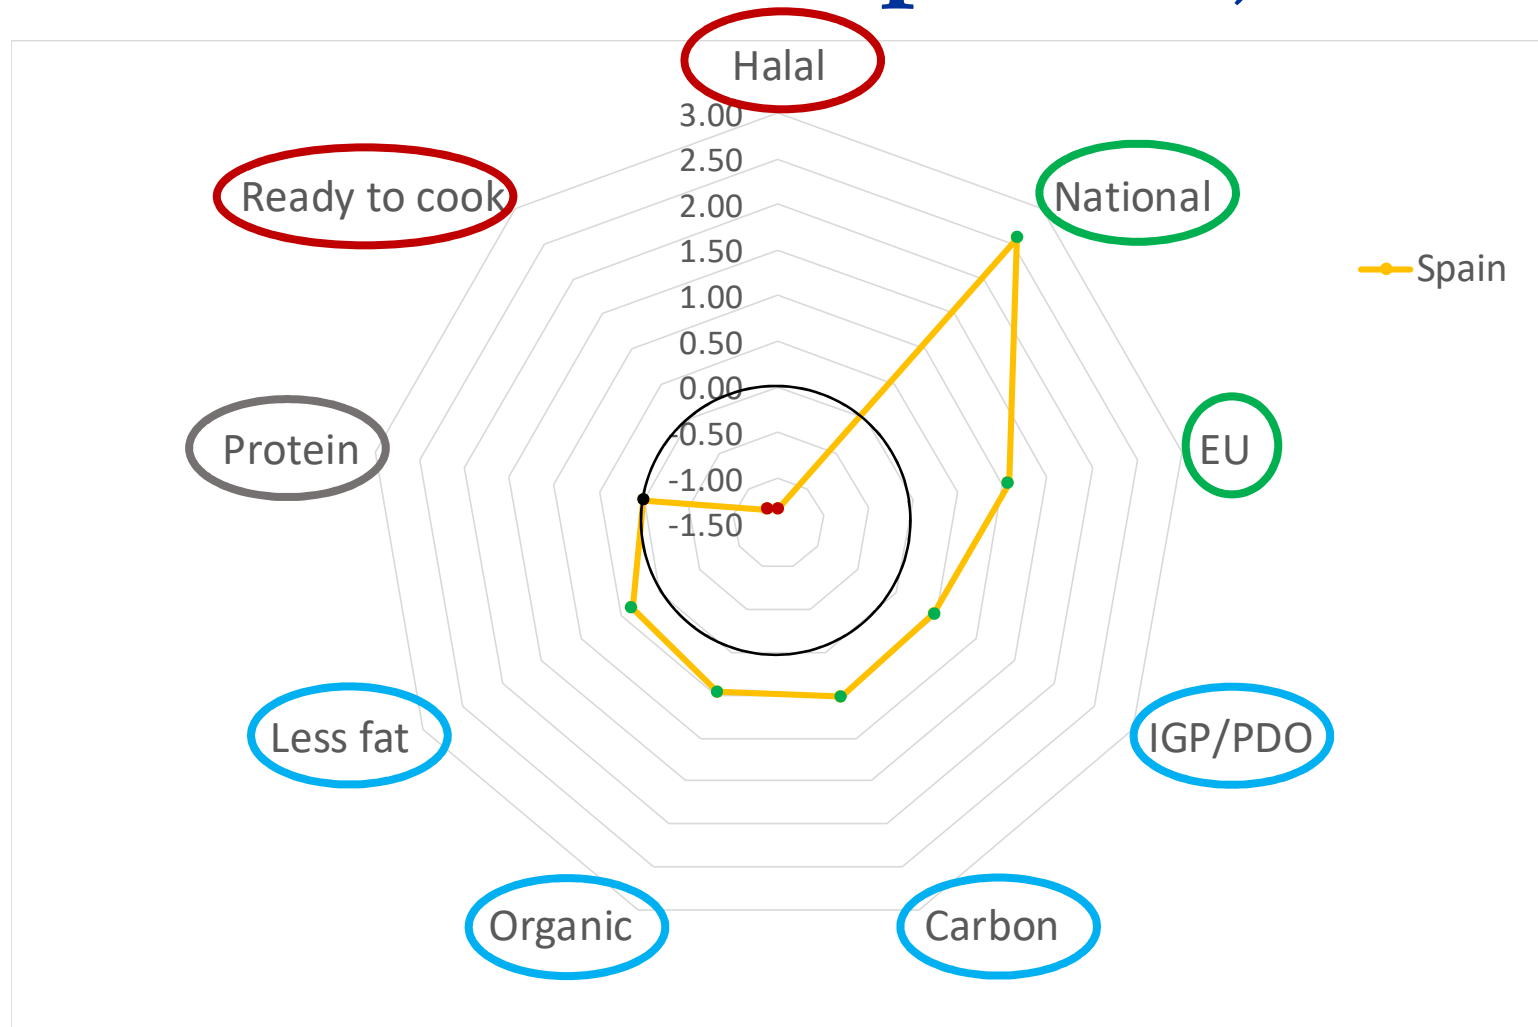 Halal
3.00
2.50
2.00
1.50
1.00
0.50
0.00
-0.50
-1.00
-1.50
National
EU
IGP/PDO
Carbon
Organic
Less fat
Protein
Ready to cook
Spain